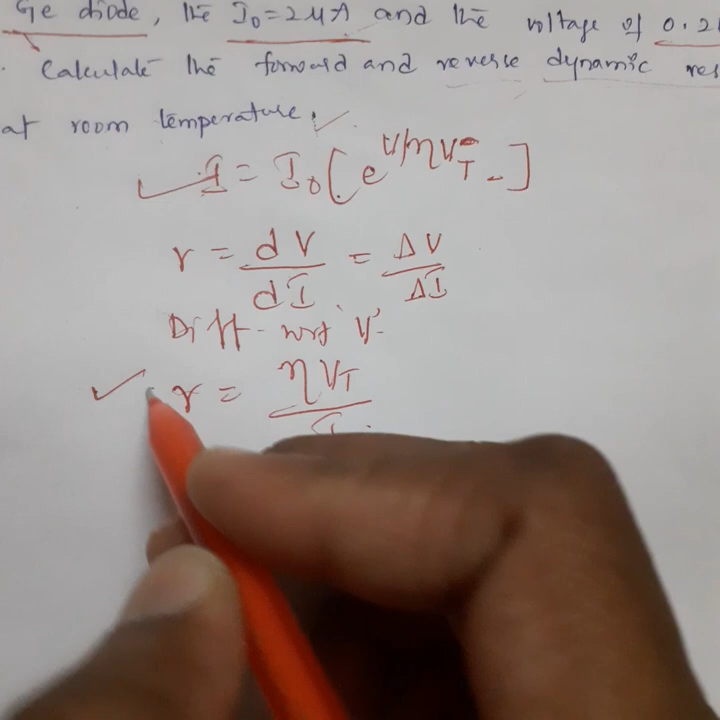 Ge diode, the I₀=2μA and the voltage of 0.2
. Calculate the forward and reverse dynamic res
at room temperature.
I = I₀[e^V/ηV_T -]
r = dV/dI = ΔV/ΔI
Diff. wrt 'V'
r = ηV_T/I